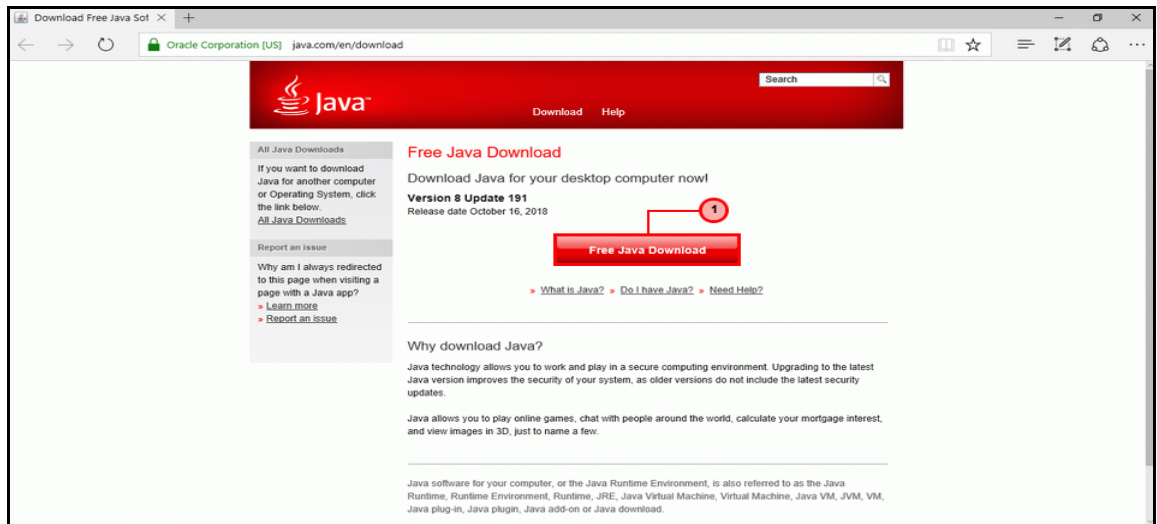 Download Free Java Sof
Oracle Corporation [US] java.com/en/download
Java™
Search
Download Help
All Java Downloads
If you want to download
Java for another computer
or Operating System, click
the link below.
All Java Downloads
Report an issue
Why am I always redirected
to this page when visiting a
page with a Java app?
» Learn more
» Report an issue
Free Java Download
Download Java for your desktop computer now!
Version 8 Update 191
Release date October 16, 2018
1
Free Java Download
» What is Java? » Do I have Java? » Need Help?
Why download Java?
Java technology allows you to work and play in a secure computing environment. Upgrading to the latest
Java version improves the security of your system, as older versions do not include the latest security
updates.
Java allows you to play online games, chat with people around the world, calculate your mortgage interest,
and view images in 3D, just to name a few.
Java software for your computer, or the Java Runtime Environment, is also referred to as the Java
Runtime, Runtime Environment, Runtime, JRE, Java Virtual Machine, Virtual Machine, Java VM, JVM, VM,
Java plug-in, Java plugin, Java add-on or Java download.